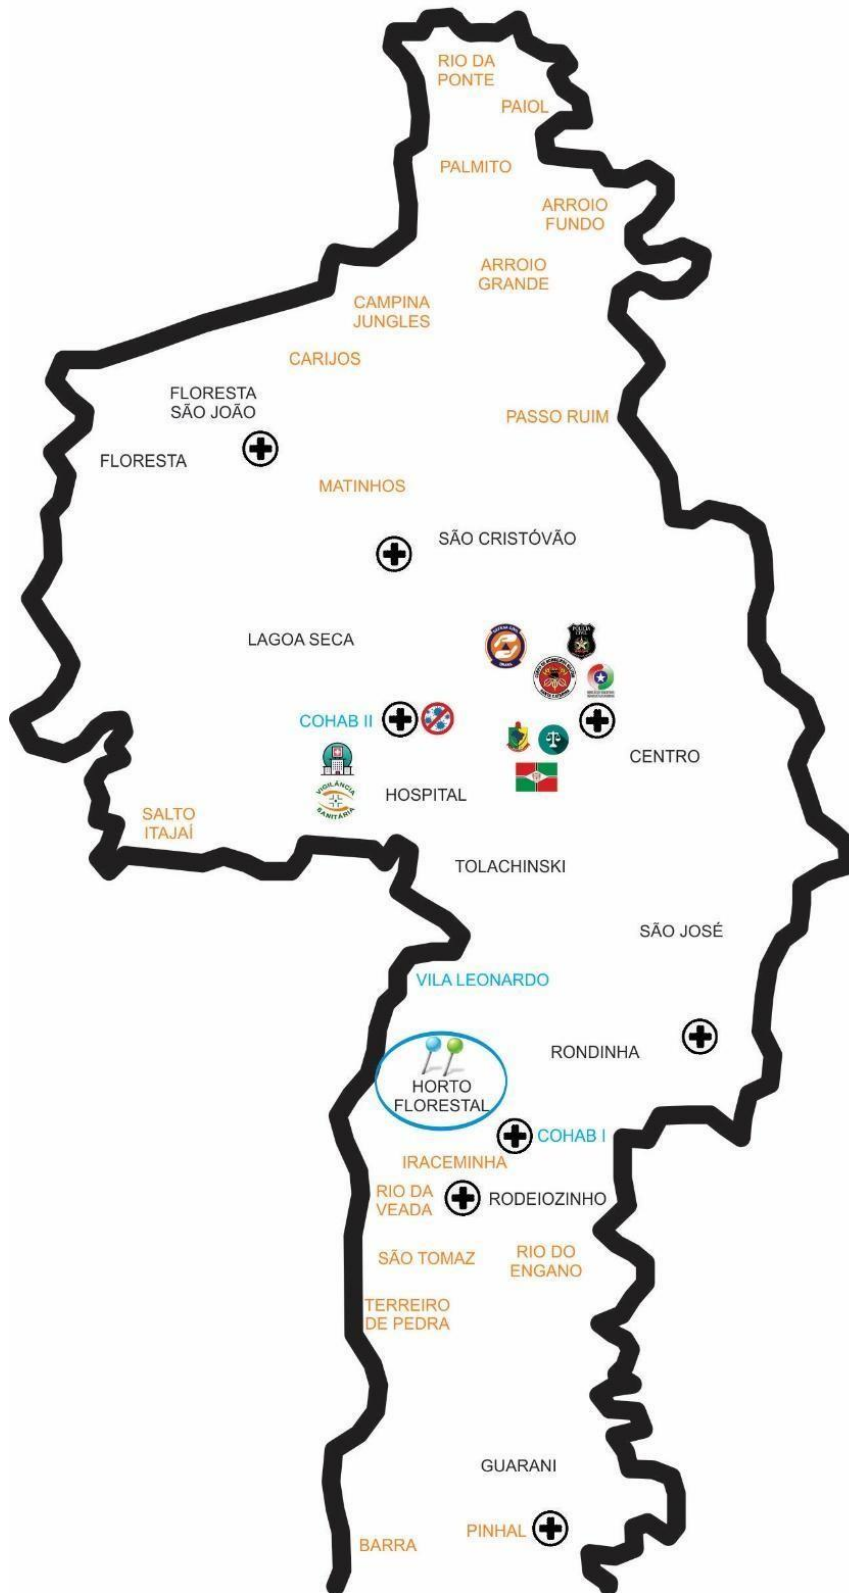 RIO DA
PONTE
PAIOL
PALMITO
ARROIO
FUNDO
ARROIO
GRANDE
CAMPINA
JUNGLES
CARIJOS
FLORESTA
SÃO JOÃO
PASSO RUIM
FLORESTA
MATINHOS
SÃO CRISTÓVÃO
LAGOA SECA
POLÍCIA
CIVIL
COHAB II
CENTRO
VIGILÂNCIA
SANITÁRIA
HOSPITAL
SALTO
ITAJAÍ
TOLACHINSKI
SÃO JOSÉ
VILA LEONARDO
RONDINHA
HORTO
FLORESTAL
COHAB I
IRACEMINHA
RIO DA
VEADA
RODEIOZINHO
SÃO TOMAZ
RIO DO
ENGANO
TERREIRO
DE PEDRA
GUARANI
PINHAL
BARRA